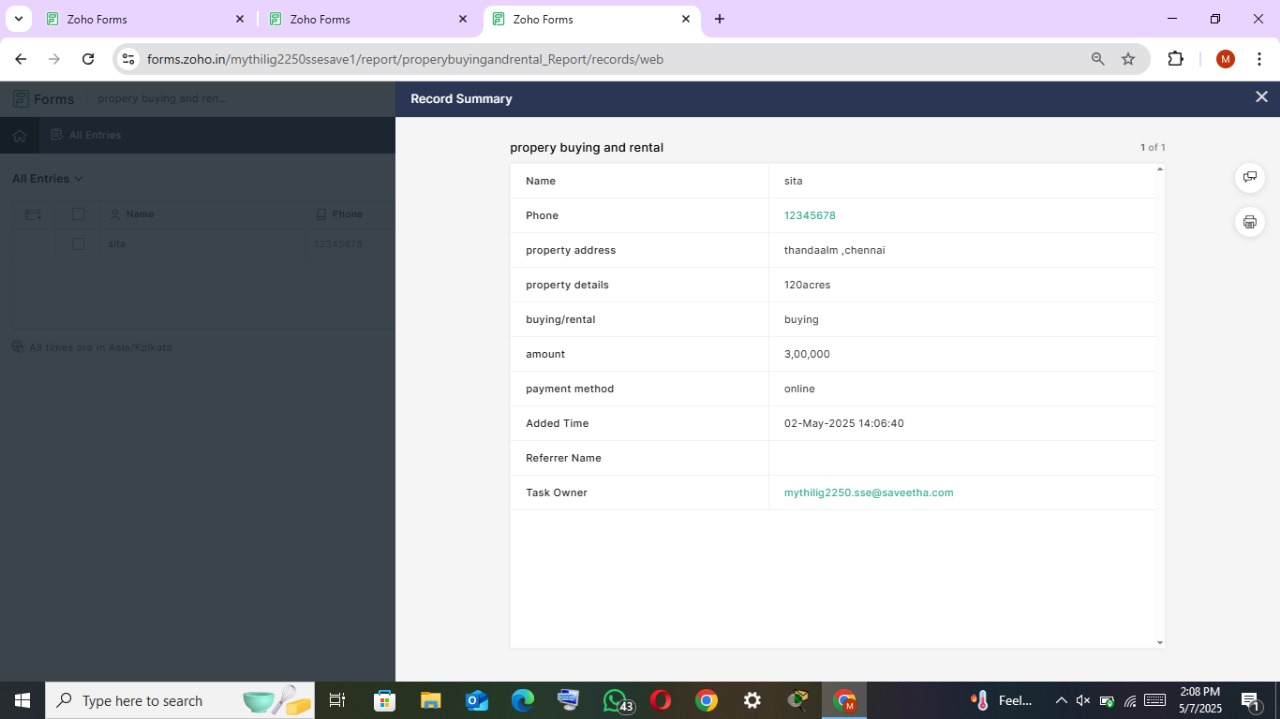 Zoho Forms
Zoho Forms
Zoho Forms
forms.zoho.in/mythilig2250ssesave1/report/properybuyingandrental_Report/records/web
M
Forms
propery buying and ren...
Record Summary
All Entries
propery buying and rental
1 of 1
All Entries
Name
Phone
sita
12345678
All times are in Asia/Kolkata
Name sita
Phone 12345678
property address thandaalm ,chennai
property details 120acres
buying/rental buying
amount 3,00,000
payment method online
Added Time 02-May-2025 14:06:40
Referrer Name
Task Owner mythilig2250.sse@saveetha.com
Type here to search
43
M
Feel...
2:08 PM
5/7/2025
1